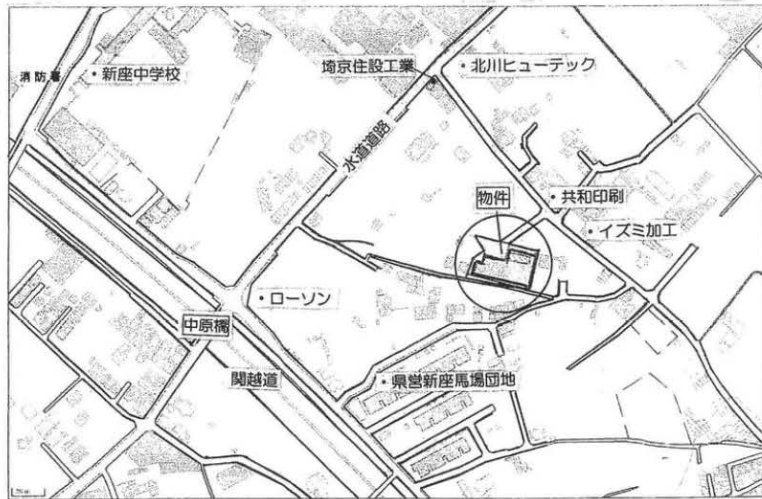 消防署
・新座中学校
埼京住設工業
・北川ヒューテック
水道道路
物件
・共和印刷
・イズミ加工
・ローソン
中原橋
関越道
・県営新座馬場団地